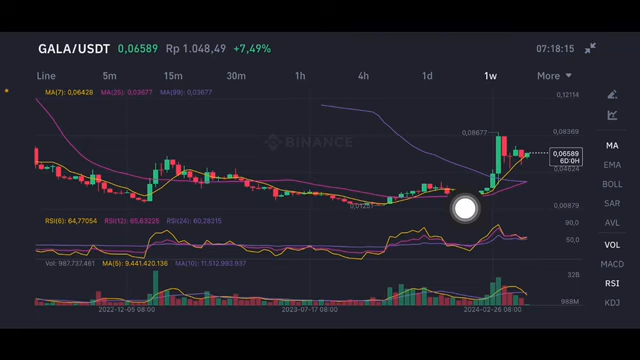 GALA/USDT 0,06589 Rp 1.048,49 +7,49% 07:18:15
Line 5m 15m 30m 1h 4h 1d 1w More
MA(7): 0,06428 MA(25): 0,03677 MA(99): 0,03677
0,12114
0,08677
0,08369
BINANCE
0,06589
6D:0H
0,04624
0,01251
0,00879
MA
EMA
BOLL
SAR
AVL
VOL
MACD
RSI
KDJ
RSI(6): 64,77054 RSI(12): 65,63228 RSI(24): 60,28215
90,0
50,0
Vol: 987.737.461 MA(5): 9.441.420.136 MA(10): 11.512.983.937
32B
988M
2022-12-05 08:00 2023-07-17 08:00 2024-02-26 08:00